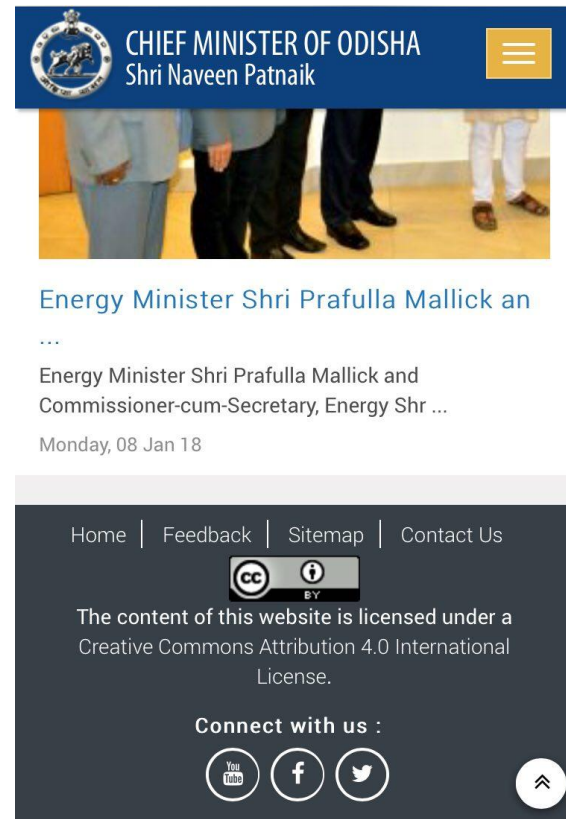 CHIEF MINISTER OF ODISHA
Shri Naveen Patnaik
Energy Minister Shri Prafulla Mallick an
...
Energy Minister Shri Prafulla Mallick and
Commissioner-cum-Secretary, Energy Shr ...
Monday, 08 Jan 18
Home | Feedback | Sitemap | Contact Us
cc BY
The content of this website is licensed under a
Creative Commons Attribution 4.0 International
License.
Connect with us :
You Tube